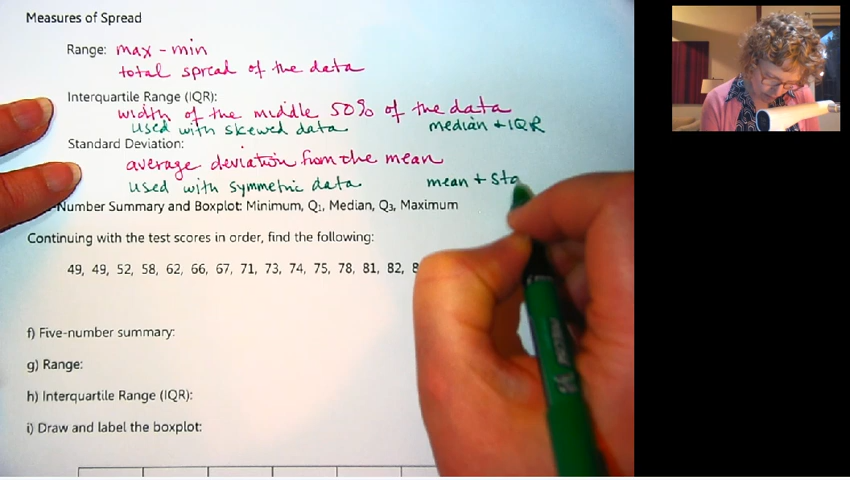 Measures of Spread
Range: max - min
total spread of the data
Interquartile Range (IQR):
width of the middle 50% of the data
used with skewed data median + IQR
Standard Deviation:
average deviation from the mean
used with symmetric data mean + sta
-Number Summary and Boxplot: Minimum, Q₁, Median, Q₃, Maximum
Continuing with the test scores in order, find the following:
49, 49, 52, 58, 62, 66, 67, 71, 73, 74, 75, 78, 81, 82, 8
f) Five-number summary:
g) Range:
h) Interquartile Range (IQR):
i) Draw and label the boxplot: